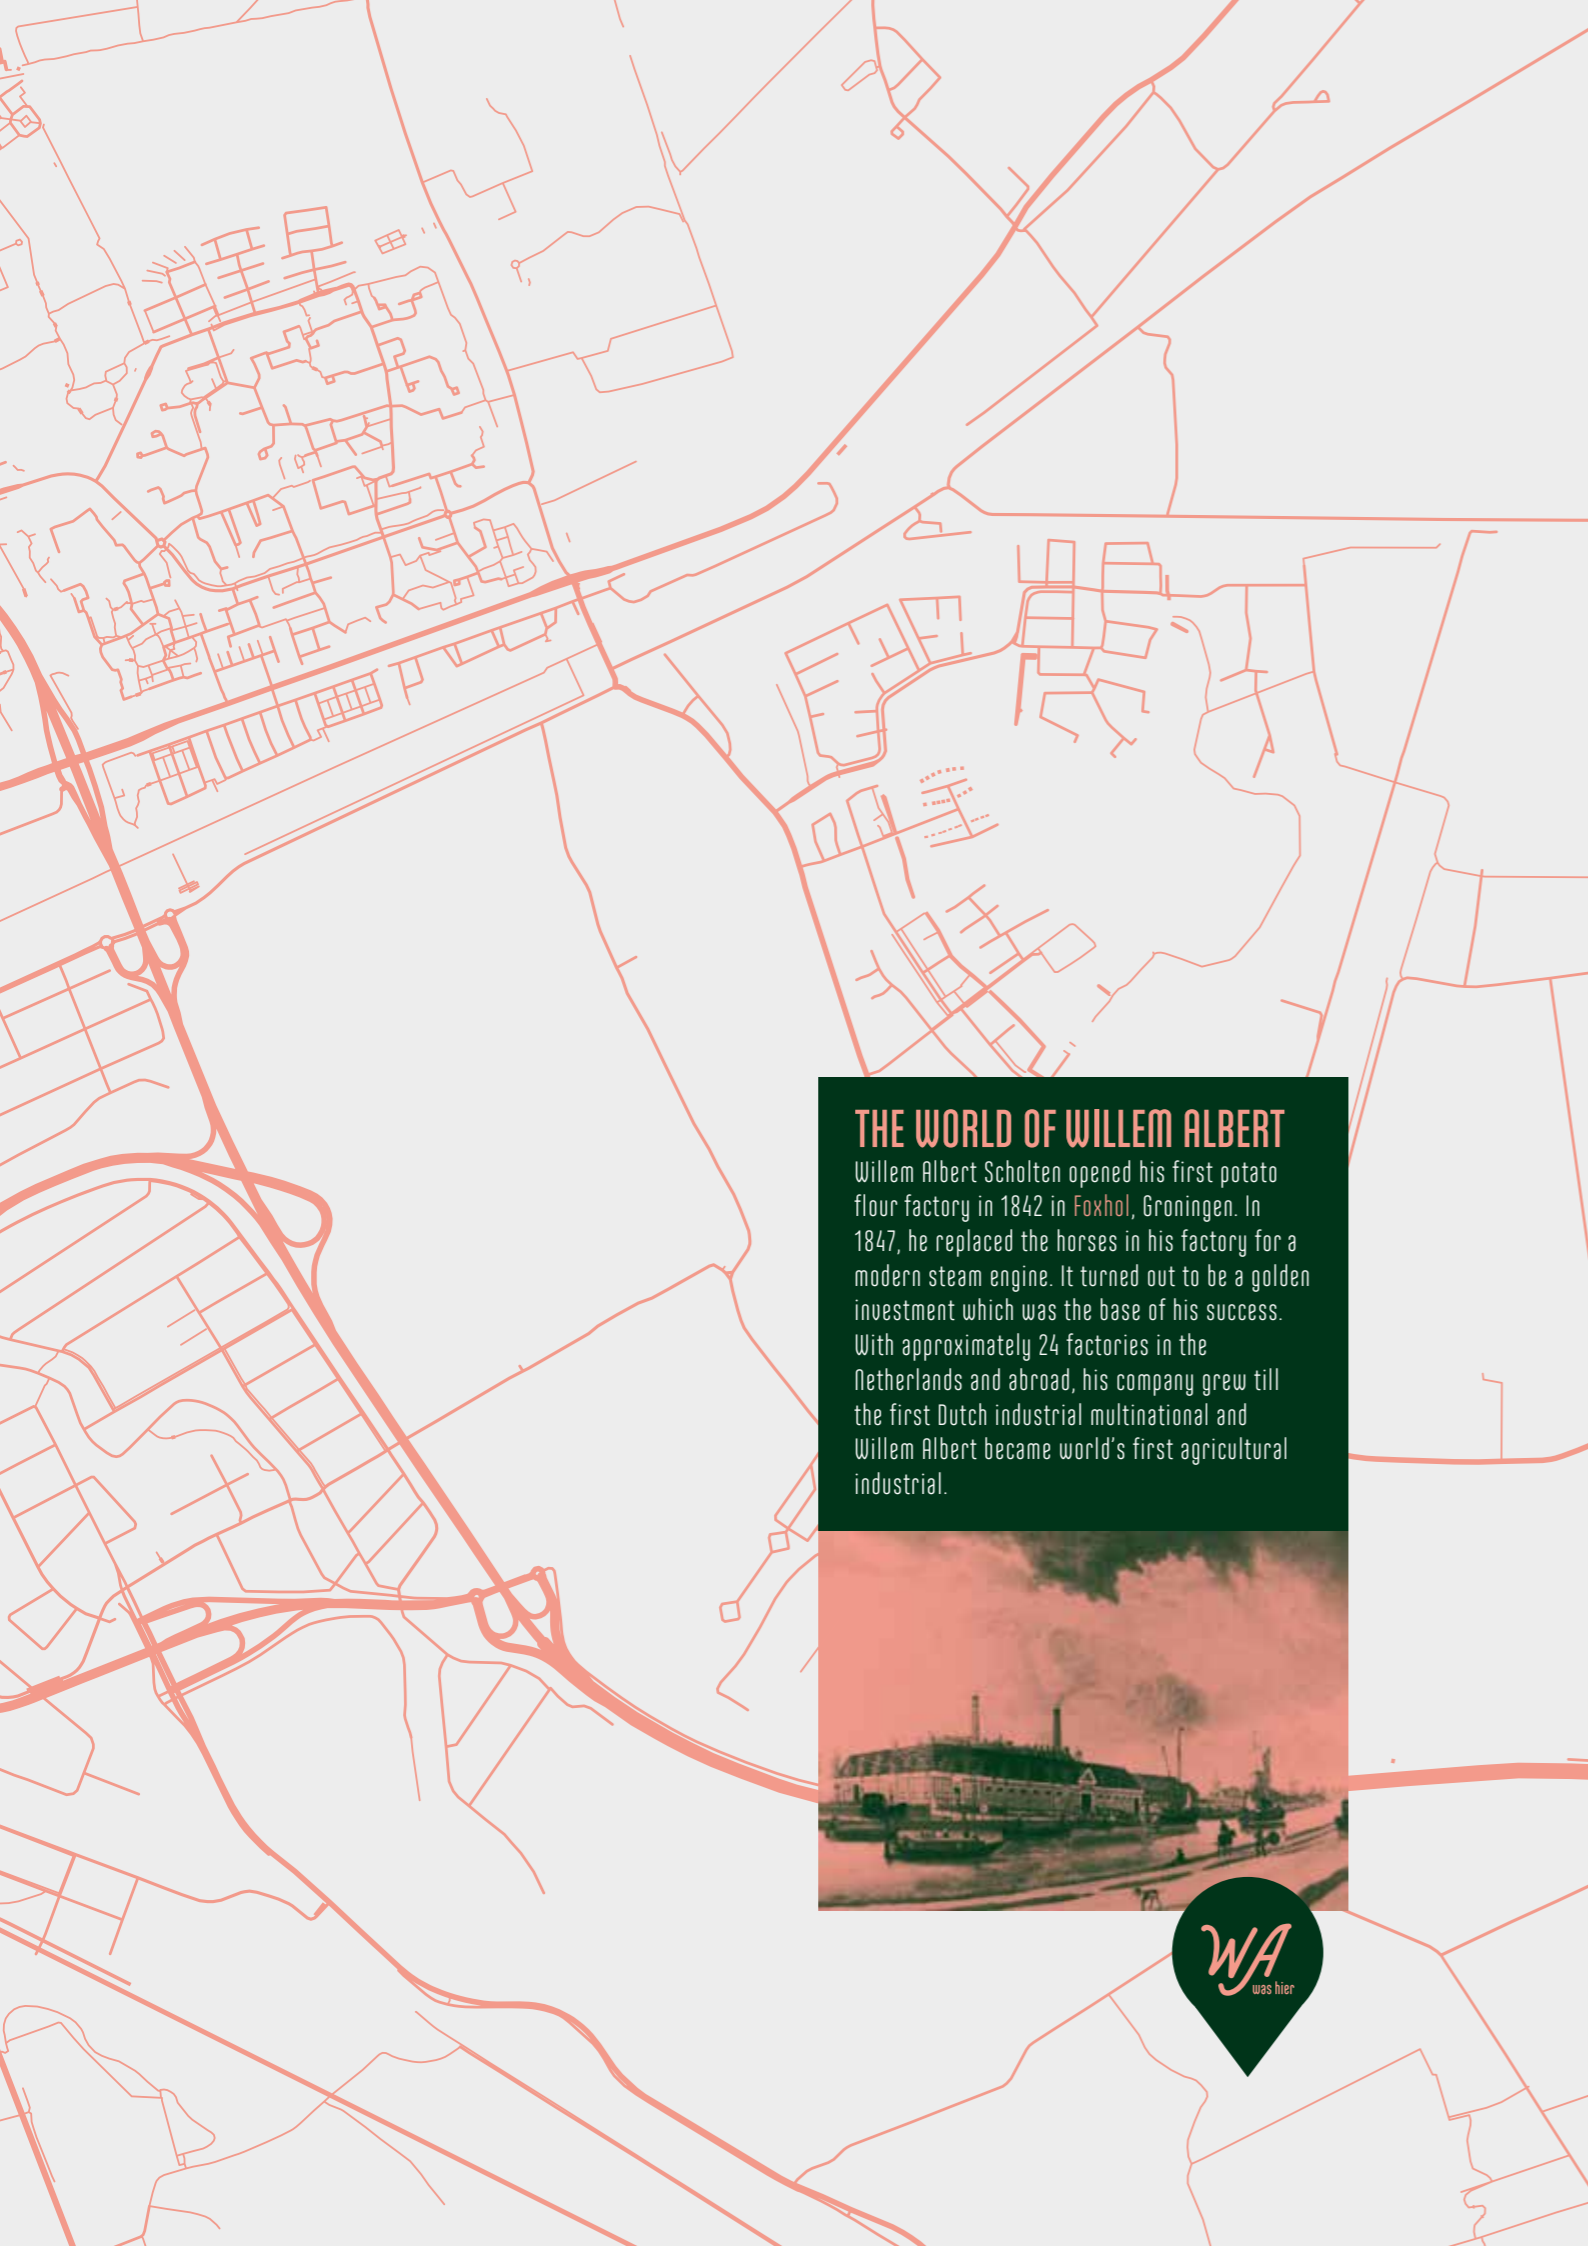 THE WORLD OF WILLEM ALBERT
Willem Albert Scholten opened his first potato
flour factory in 1842 in Foxhol, Groningen. In
1847, he replaced the horses in his factory for a
modern steam engine. It turned out to be a golden
investment which was the base of his success.
With approximately 24 factories in the
Netherlands and abroad, his company grew till
the first Dutch industrial multinational and
Willem Albert became world's first agricultural
industrial.
WA
was hier